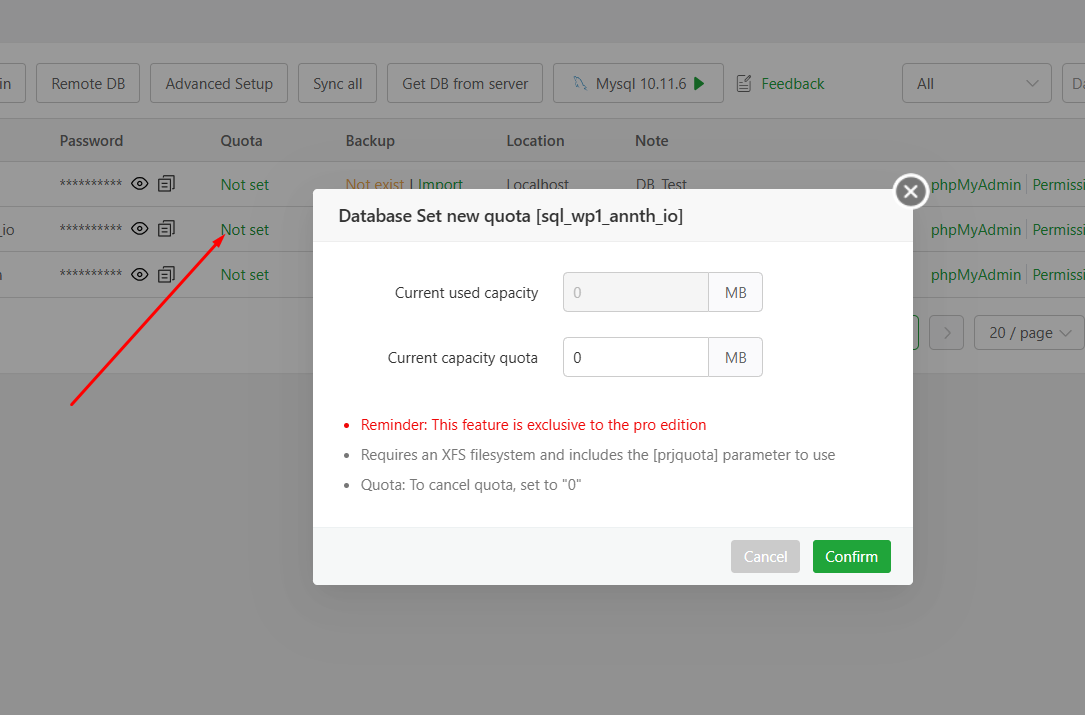 in Remote DB Advanced Setup Sync all Get DB from server Mysql 10.11.6 Feedback All Da
Password Quota Backup Location Note
********** Not set Not exist | Import Localhost DB_Test phpMyAdmin Permissi
_io ********** Not set phpMyAdmin Permissi
********** Not set phpMyAdmin Permissi
20 / page
Database Set new quota [sql_wp1_annth_io]
Current used capacity 0 MB
Current capacity quota 0 MB
Reminder: This feature is exclusive to the pro edition
Requires an XFS filesystem and includes the [prjquota] parameter to use
Quota: To cancel quota, set to "0"
Cancel Confirm